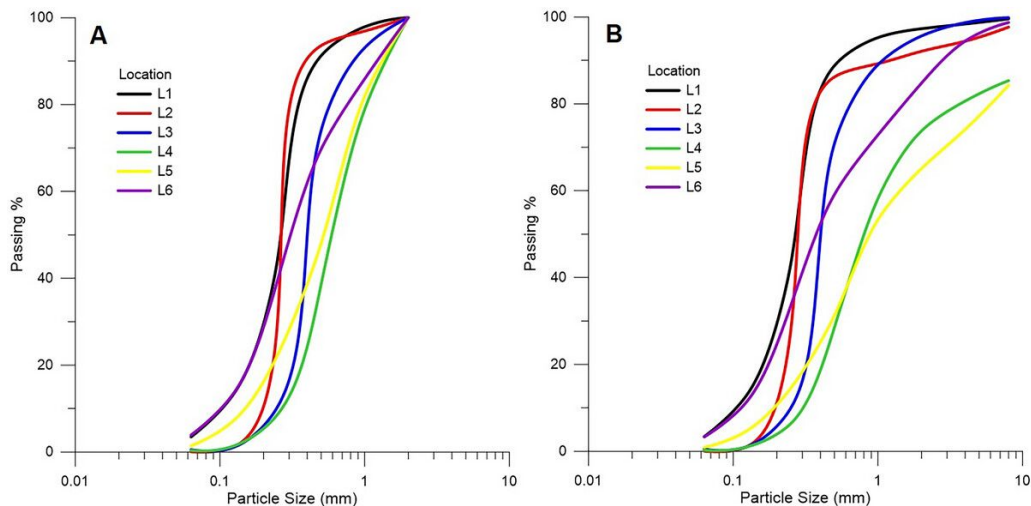 A
Location
L1
L2
L3
L4
L5
L6
Passing %
100
80
60
40
20
0
0.01
0.1
1
10
Particle Size (mm)
B
Location
L1
L2
L3
L4
L5
L6
Passing %
100
80
60
40
20
0
0.01
0.1
1
10
Particle Size (mm)